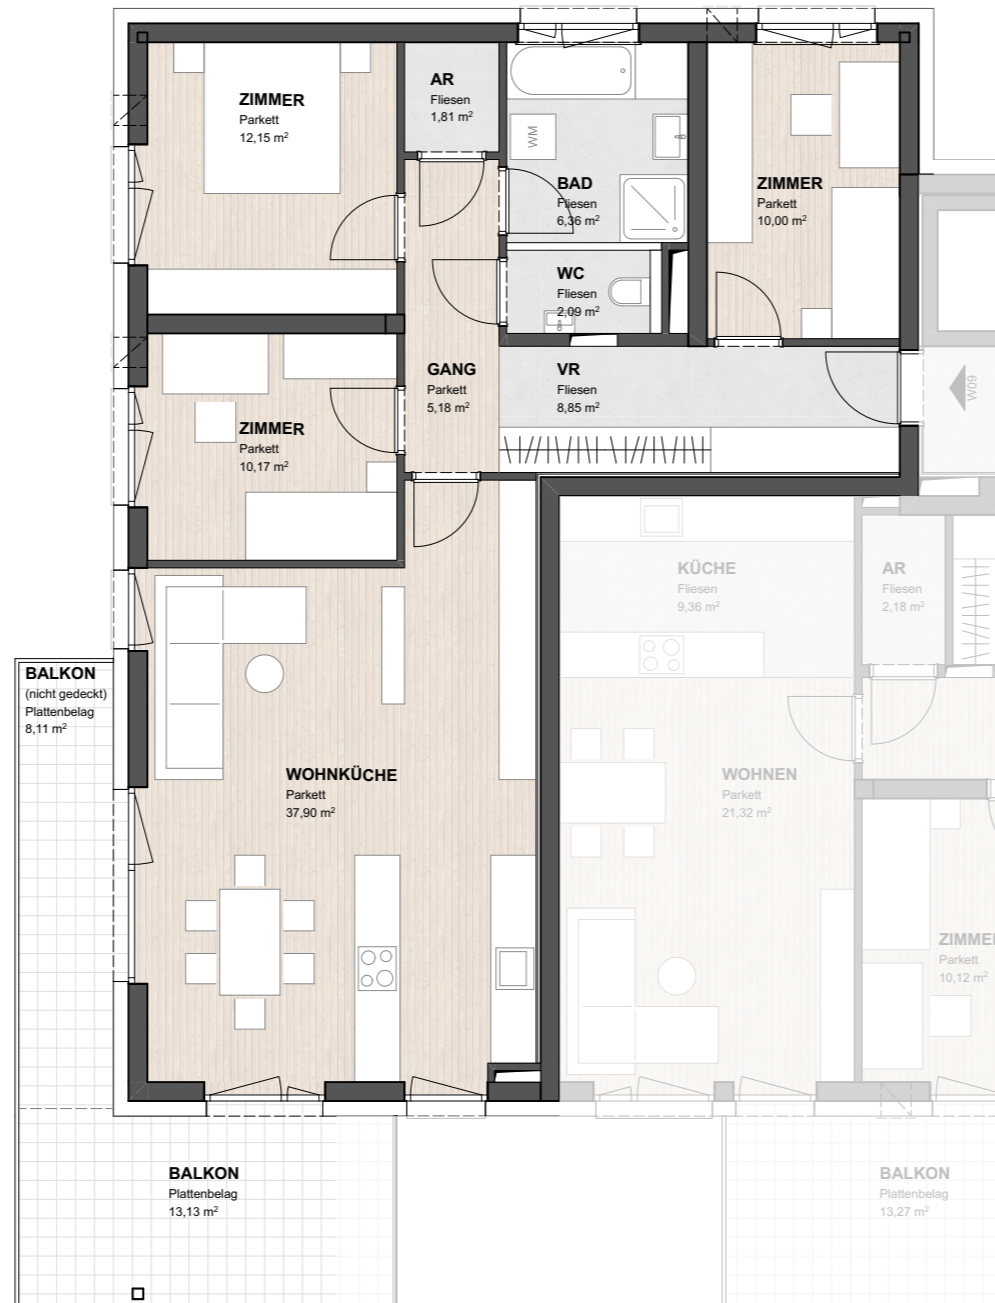 ZIMMER
Parkett
12,15 m²
AR
Fliesen
1,81 m²
WM
BAD
Fliesen
6,36 m²
ZIMMER
Parkett
10,00 m²
WC
Fliesen
2,09 m²
GANG
Parkett
5,18 m²
VR
Fliesen
8,85 m²
W09
ZIMMER
Parkett
10,17 m²
KÜCHE
Fliesen
9,36 m²
AR
Fliesen
2,18 m²
BALKON
(nicht gedeckt)
Plattenbelag
8,11 m²
WOHNKÜCHE
Parkett
37,90 m²
WOHNEN
Parkett
21,32 m²
ZIMMER
Parkett
10,12 m²
BALKON
Plattenbelag
13,13 m²
BALKON
Plattenbelag
13,27 m²